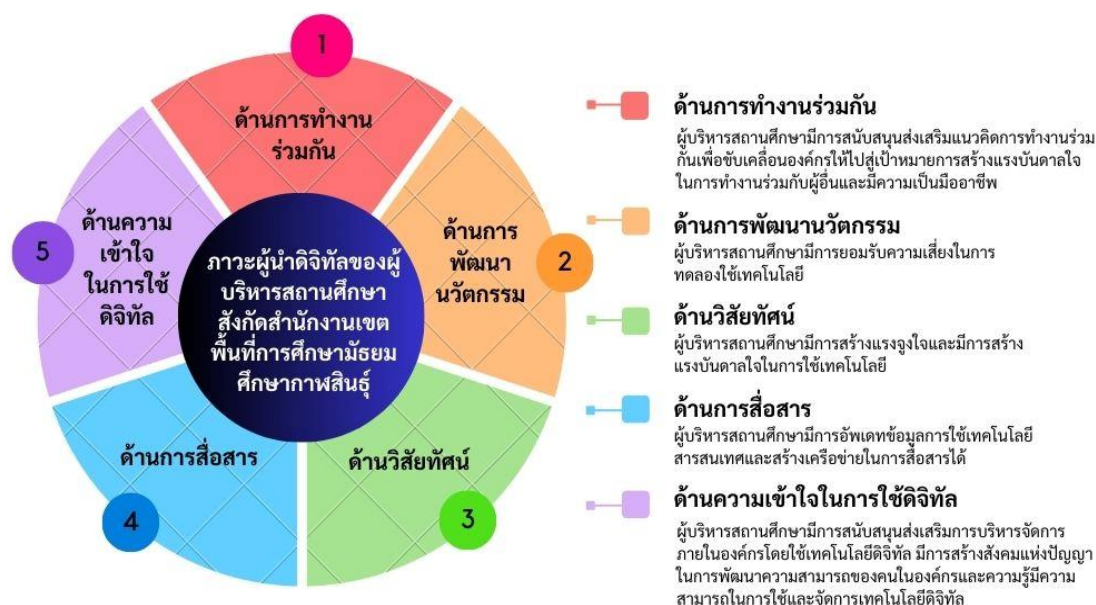 1
ด้านการทำงาน
ร่วมกัน
2
ด้านการ
พัฒนา
นวัตกรรม
3
ด้านวิสัยทัศน์
4
ด้านการสื่อสาร
5
ด้านความ
เข้าใจ
ในการใช้
ดิจิทัล
ภาวะผู้นำดิจิทัลของผู้
บริหารสถานศึกษา
สังกัดสำนักงานเขต
พื้นที่การศึกษามัธยม
ศึกษากาฬสินธุ์
ด้านการทำงานร่วมกัน
ผู้บริหารสถานศึกษามีการสนับสนุนส่งเสริมแนวคิดการทำงานร่วม
กันเพื่อขับเคลื่อนองค์กรให้ไปสู่เป้าหมายการสร้างแรงบันดาลใจ
ในการทำงานร่วมกับผู้อื่นและมีความเป็นมืออาชีพ
ด้านการพัฒนานวัตกรรม
ผู้บริหารสถานศึกษามีการยอมรับความเสี่ยงในการ
ทดลองใช้เทคโนโลยี
ด้านวิสัยทัศน์
ผู้บริหารสถานศึกษามีการสร้างแรงจูงใจและมีการสร้าง
แรงบันดาลใจในการใช้เทคโนโลยี
ด้านการสื่อสาร
ผู้บริหารสถานศึกษามีการอัพเดทข้อมูลการใช้เทคโนโลยี
สารสนเทศและสร้างเครือข่ายในการสื่อสารได้
ด้านความเข้าใจในการใช้ดิจิทัล
ผู้บริหารสถานศึกษามีการสนับสนุนส่งเสริมการบริหารจัดการ
ภายในองค์กรโดยใช้เทคโนโลยีดิจิทัล มีการสร้างสังคมแห่งปัญญา
ในการพัฒนาความสามารถของคนในองค์กรและความรู้มีความ
สามารถในการใช้และจัดการเทคโนโลยีดิจิทัล